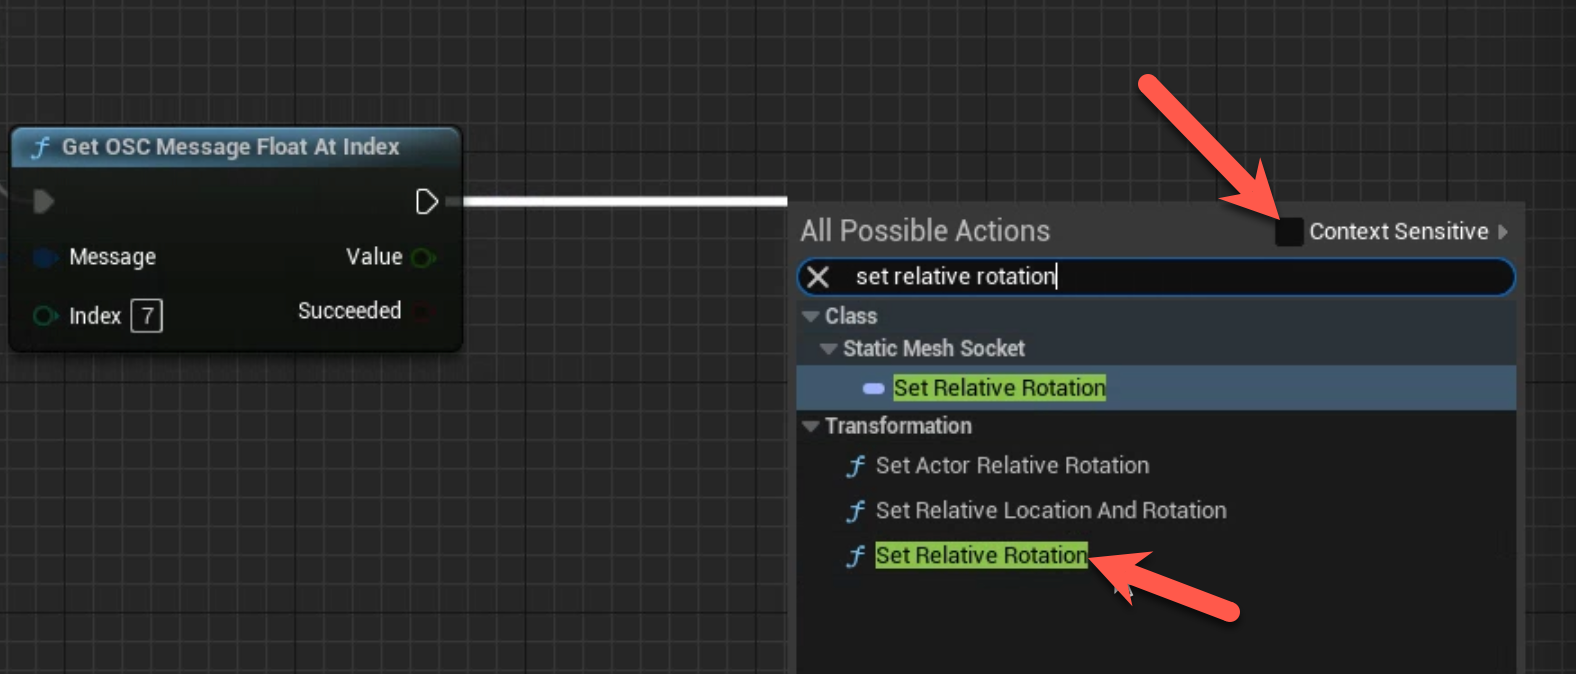 Get OSC Message Float At Index
Message
Value
Index 7
Succeeded
All Possible Actions
Context Sensitive
set relative rotation
Class
Static Mesh Socket
Set Relative Rotation
Transformation
Set Actor Relative Rotation
Set Relative Location And Rotation
Set Relative Rotation